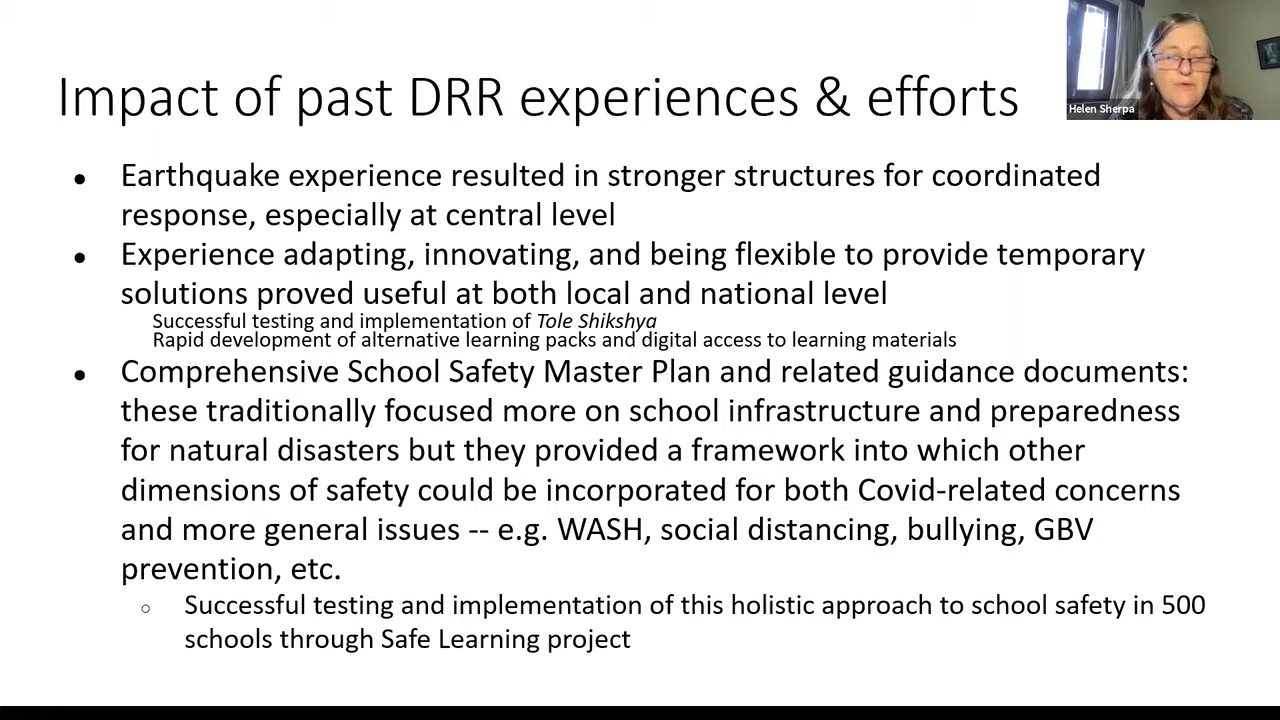 Impact of past DRR experiences & efforts
Helen Sherpa
● Earthquake experience resulted in stronger structures for coordinated
response, especially at central level
● Experience adapting, innovating, and being flexible to provide temporary
solutions proved useful at both local and national level
Successful testing and implementation of Tole Shikshya
Rapid development of alternative learning packs and digital access to learning materials
● Comprehensive School Safety Master Plan and related guidance documents:
these traditionally focused more on school infrastructure and preparedness
for natural disasters but they provided a framework into which other
dimensions of safety could be incorporated for both Covid-related concerns
and more general issues -- e.g. WASH, social distancing, bullying, GBV
prevention, etc.
○ Successful testing and implementation of this holistic approach to school safety in 500
schools through Safe Learning project